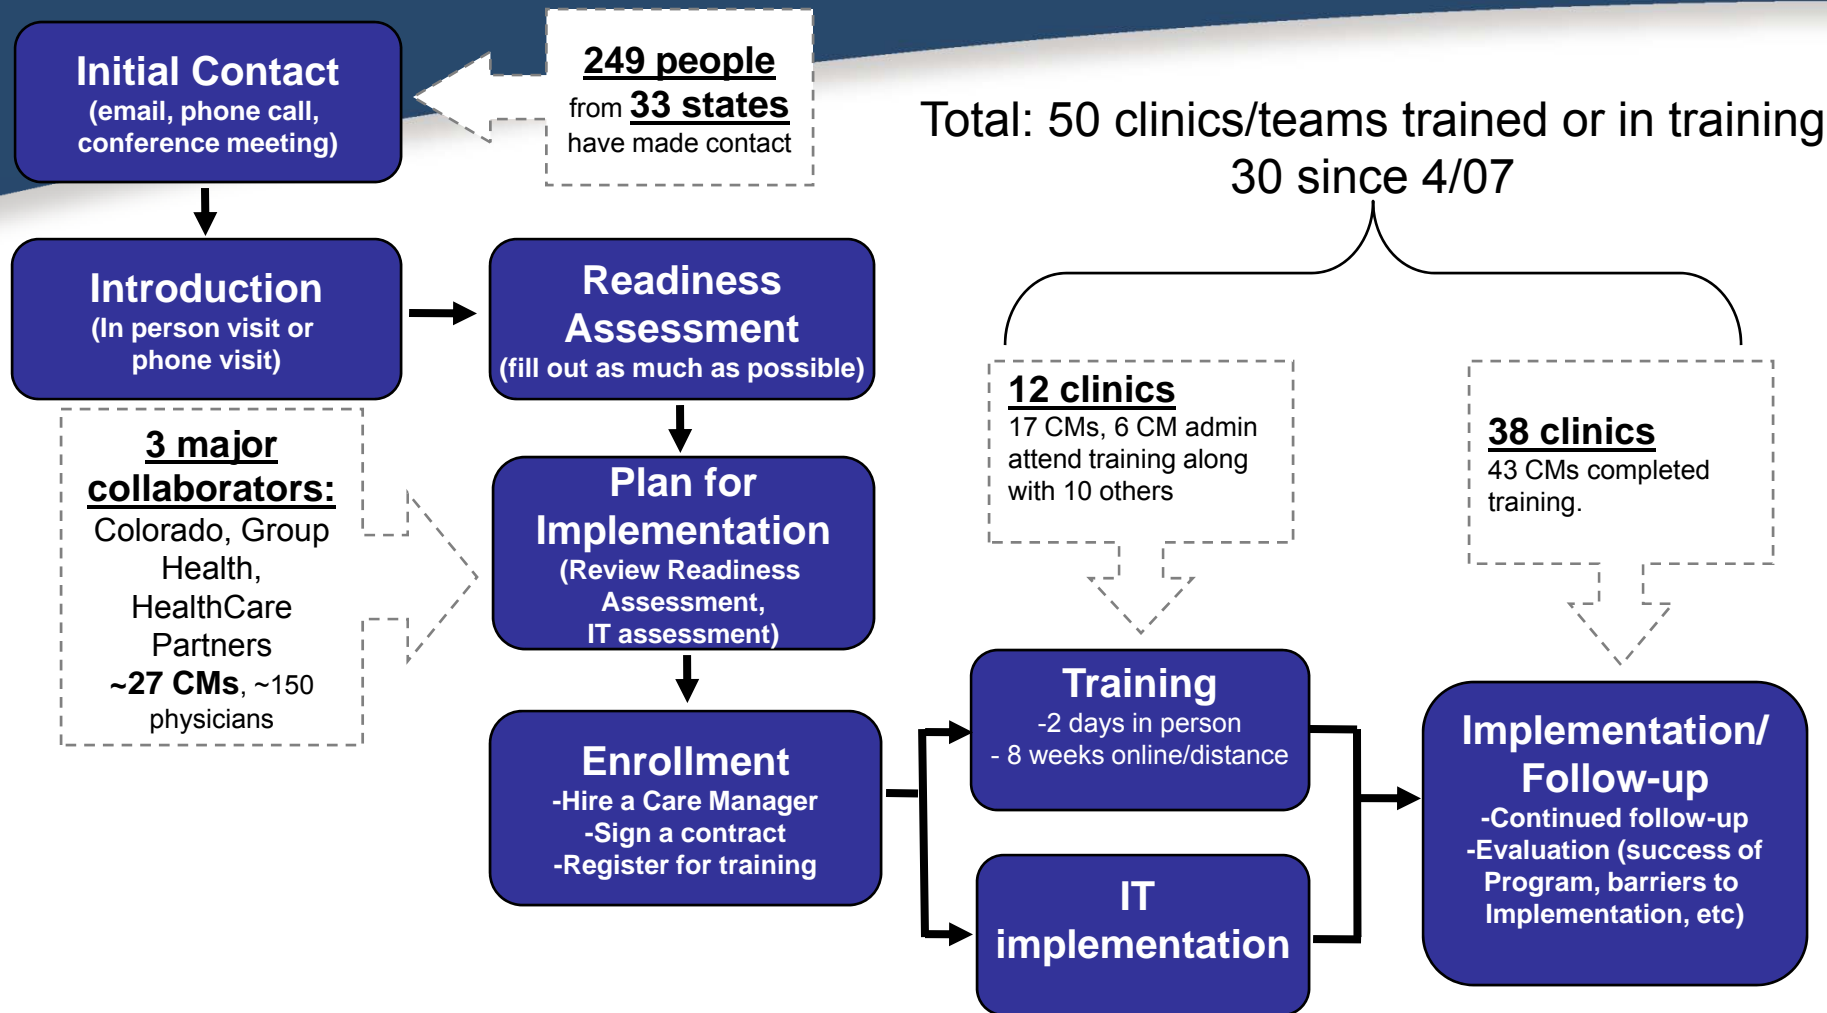 Initial Contact
(email, phone call,
conference meeting)
249 people
from 33 states
have made contact
Total: 50 clinics/teams trained or in training
30 since 4/07
Introduction
(In person visit or
phone visit)
Readiness
Assessment
(fill out as much as possible)
3 major
collaborators:
Colorado, Group
Health,
HealthCare
Partners
~27 CMs, ~150
physicians
Plan for
Implementation
(Review Readiness
Assessment,
IT assessment)
12 clinics
17 CMs, 6 CM admin
attend training along
with 10 others
38 clinics
43 CMs completed
training.
Enrollment
-Hire a Care Manager
-Sign a contract
-Register for training
Training
-2 days in person
- 8 weeks online/distance
IT
implementation
Implementation/
Follow-up
-Continued follow-up
-Evaluation (success of
Program, barriers to
Implementation, etc)